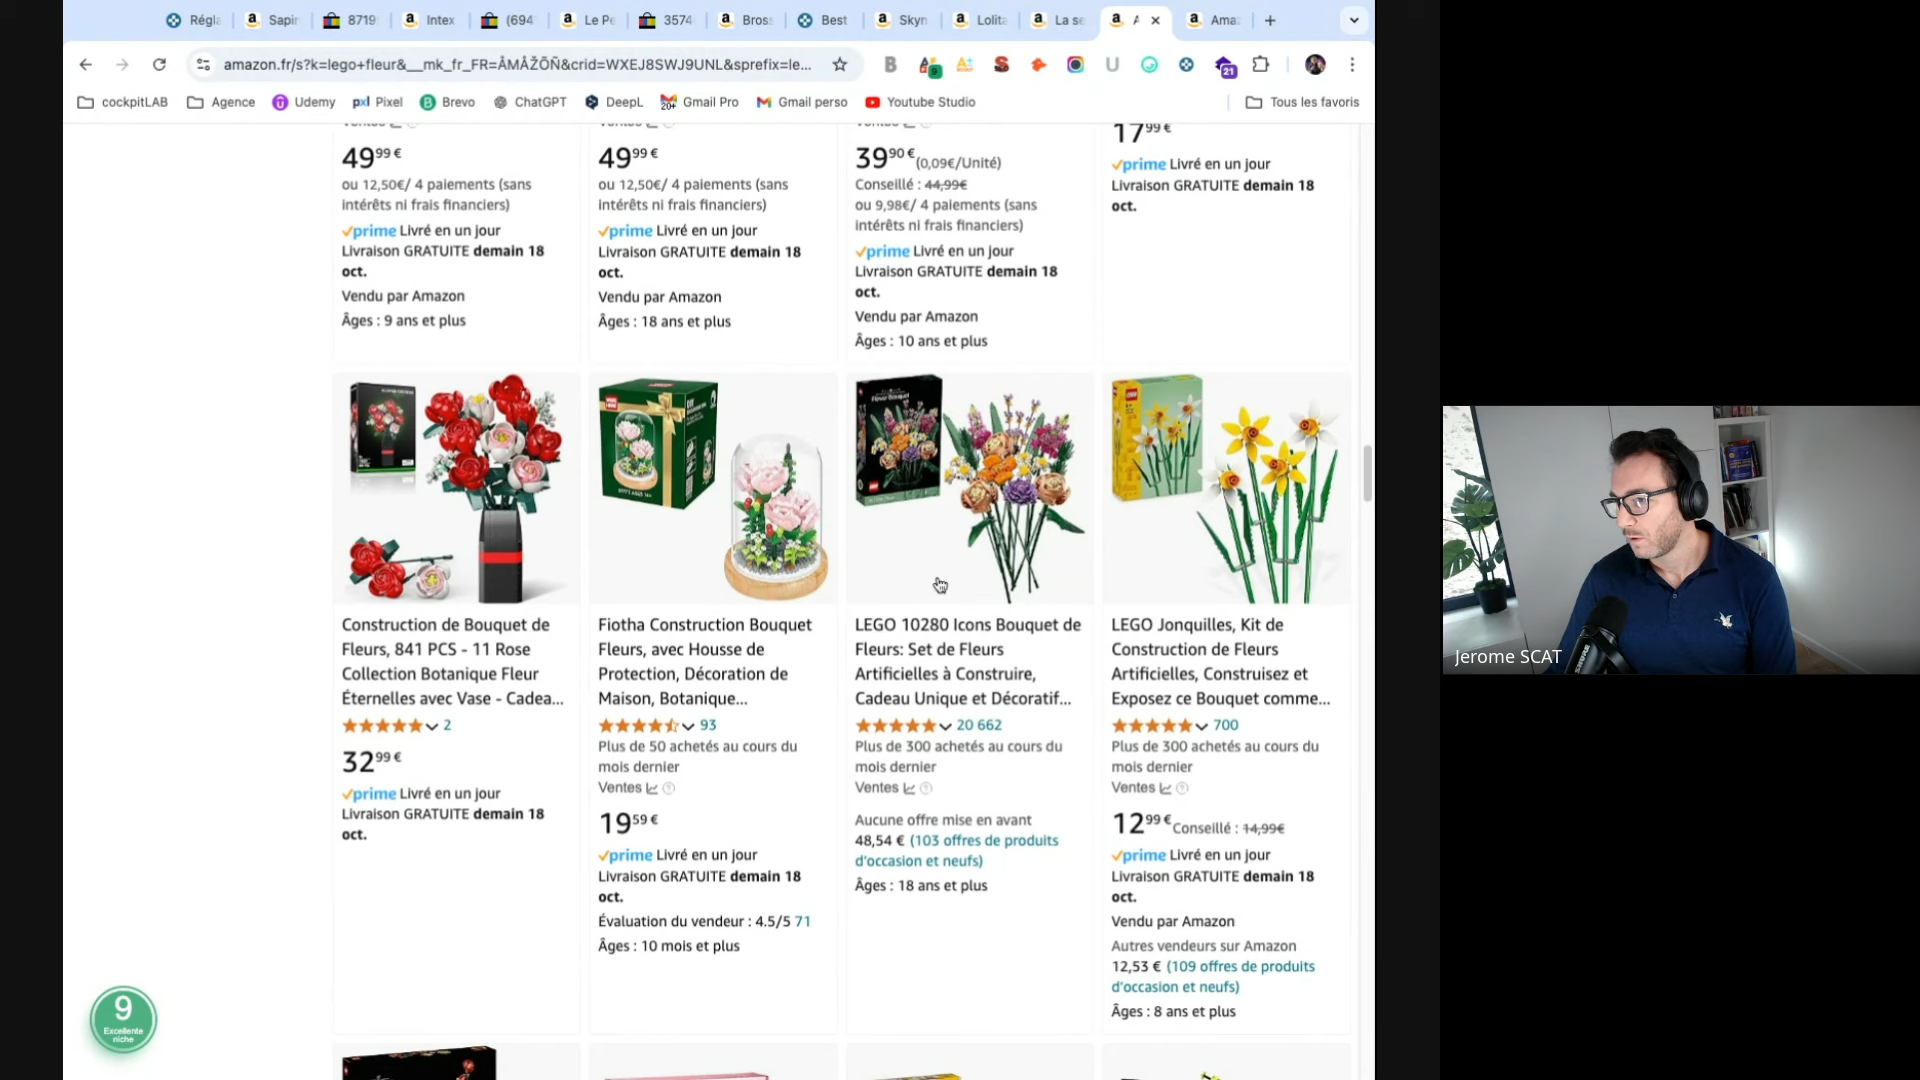 Régla
Sapin
8719
Intex
(694
Le Pe
3574
Bross
Best
Skyn
Lolita
La se
Ama
amazon.fr/s?k=lego+fleur&__mk_fr_FR=ÅMÅŽÕÑ&crid=WXEJ8SWJ9UNL&sprefix=le...
9
21
cockpitLAB
Agence
Udemy
pxl Pixel
Brevo
ChatGPT
DeepL
20+ Gmail Pro
Gmail perso
Youtube Studio
Tous les favoris
49,99 €
ou 12,50€/ 4 paiements (sans
intérêts ni frais financiers)
prime Livré en un jour
Livraison GRATUITE demain 18
oct.
Vendu par Amazon
Âges : 9 ans et plus
49,99 €
ou 12,50€/ 4 paiements (sans
intérêts ni frais financiers)
prime Livré en un jour
Livraison GRATUITE demain 18
oct.
Vendu par Amazon
Âges : 18 ans et plus
39,90 € (0,09€/Unité)
Conseillé : 44,99€
ou 9,98€/ 4 paiements (sans
intérêts ni frais financiers)
prime Livré en un jour
Livraison GRATUITE demain 18
oct.
Vendu par Amazon
Âges : 10 ans et plus
17,99 €
prime Livré en un jour
Livraison GRATUITE demain 18
oct.
Construction de Bouquet de
Fleurs, 841 PCS - 11 Rose
Collection Botanique Fleur
Éternelles avec Vase - Cadea...
2
32,99 €
prime Livré en un jour
Livraison GRATUITE demain 18
oct.
Fiotha Construction Bouquet
Fleurs, avec Housse de
Protection, Décoration de
Maison, Botanique...
93
Plus de 50 achetés au cours du
mois dernier
Ventes
19,59 €
prime Livré en un jour
Livraison GRATUITE demain 18
oct.
Évaluation du vendeur : 4.5/5 71
Âges : 10 mois et plus
LEGO 10280 Icons Bouquet de
Fleurs: Set de Fleurs
Artificielles à Construire,
Cadeau Unique et Décoratif...
20 662
Plus de 300 achetés au cours du
mois dernier
Ventes
Aucune offre mise en avant
48,54 € (103 offres de produits
d'occasion et neufs)
Âges : 18 ans et plus
LEGO Jonquilles, Kit de
Construction de Fleurs
Artificielles, Construisez et
Exposez ce Bouquet comme...
700
Plus de 300 achetés au cours du
mois dernier
Ventes
12,99 € Conseillé : 14,99€
prime Livré en un jour
Livraison GRATUITE demain 18
oct.
Vendu par Amazon
Autres vendeurs sur Amazon
12,53 € (109 offres de produits
d'occasion et neufs)
Âges : 8 ans et plus
9
Excellente
niche
Jerome SCAT
SHURE